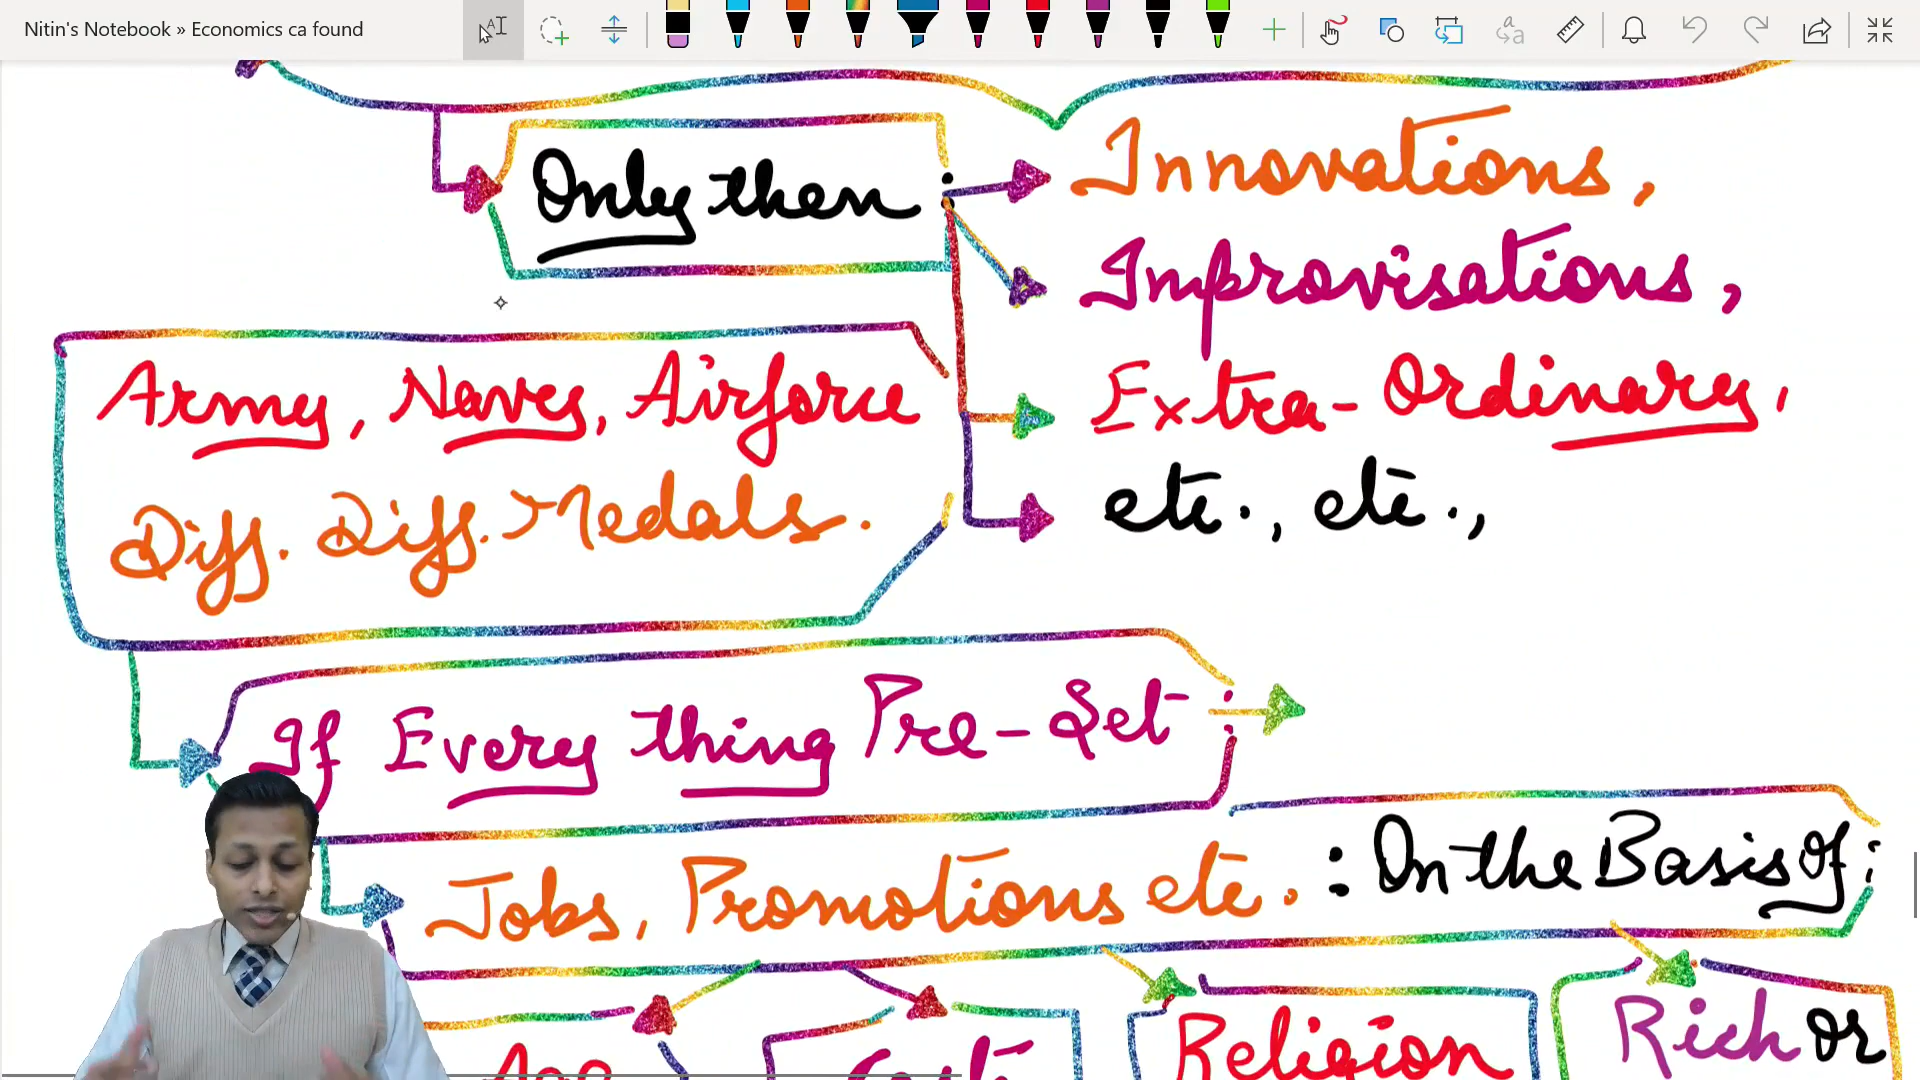 Nitin's Notebook » Economics ca found
Only then :
Innovations,
Improvisations,
Extra-Ordinary,
etc., etc.,
Army, Navy, Airforce
Diff. Diff. Medals.
If Every thing Pre-Set :
Jobs, Promotions etc. : On the Basis of :
Religion
Rich or